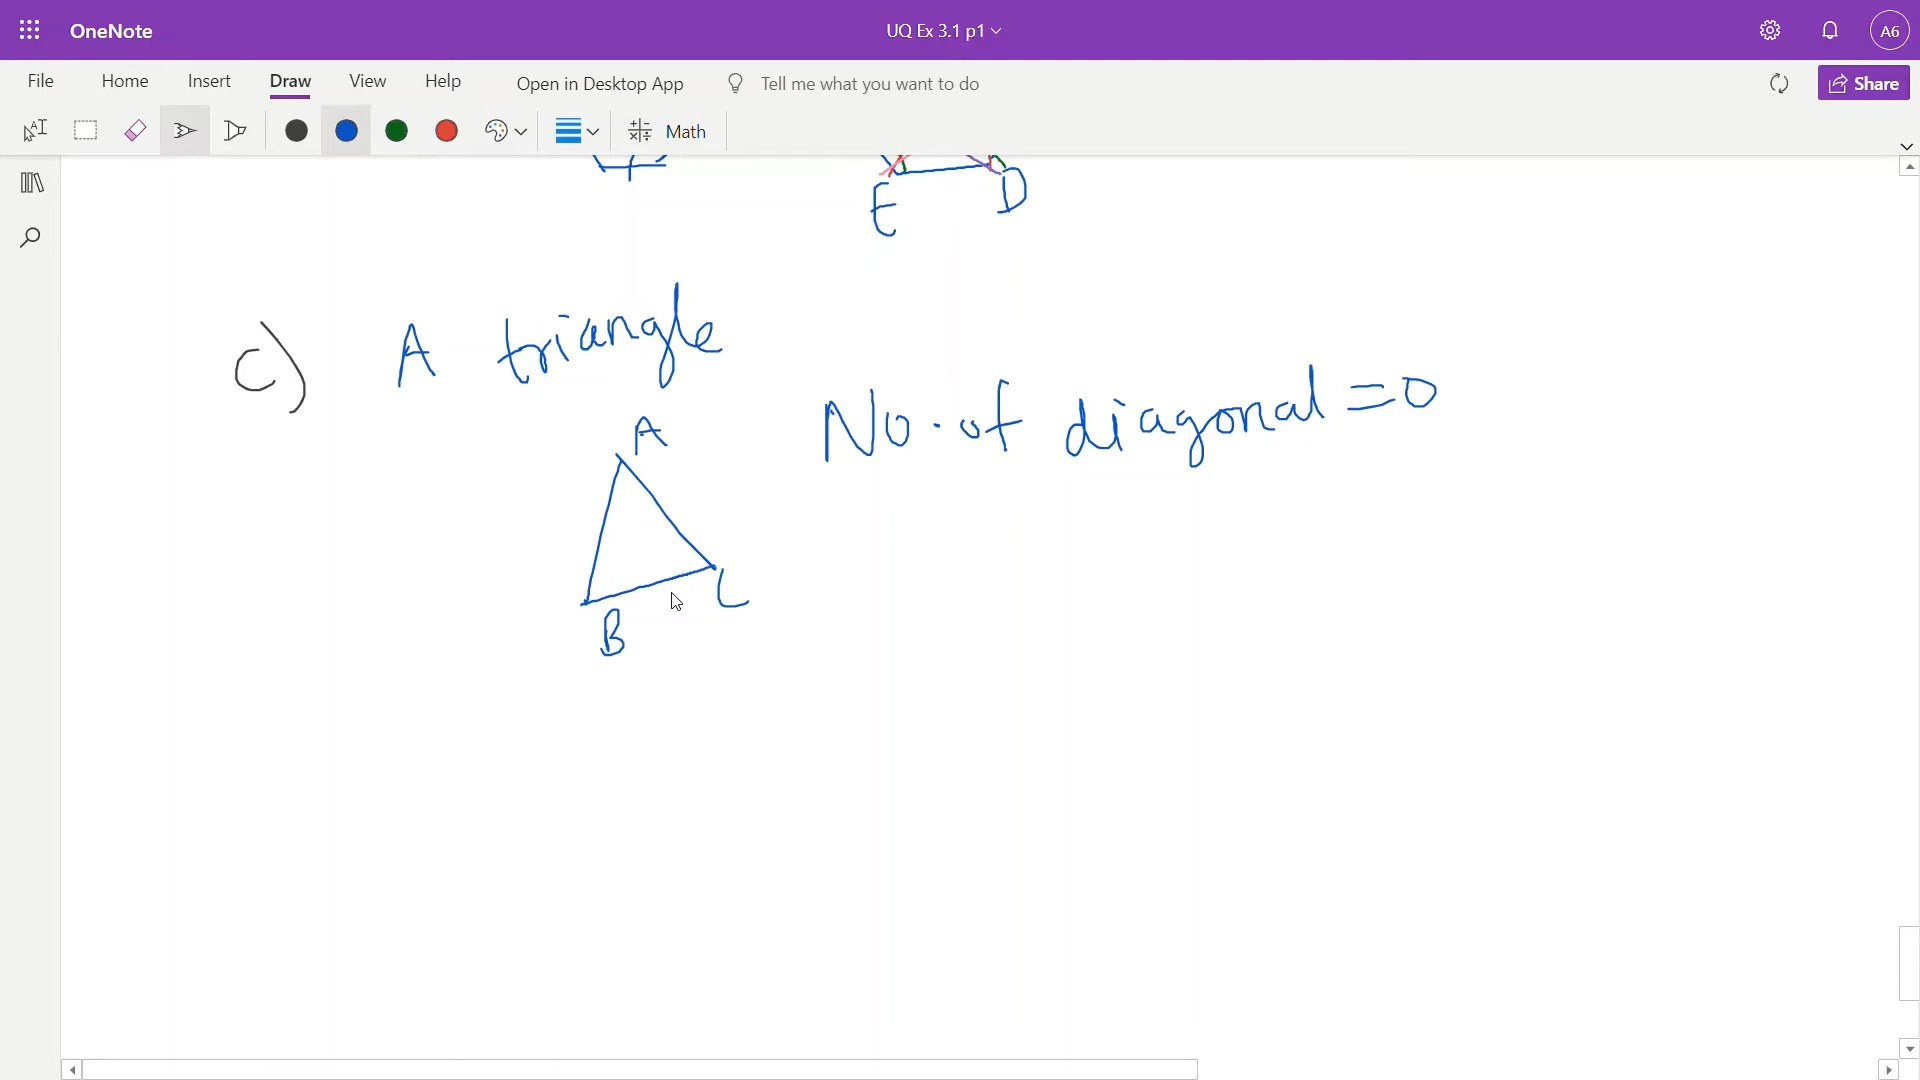 OneNote
UQ Ex 3.1 p1
A6
File Home Insert Draw View Help Open in Desktop App Tell me what you want to do
Share
Math
E
D
C) A triangle
No. of diagonal = 0
A
C
B